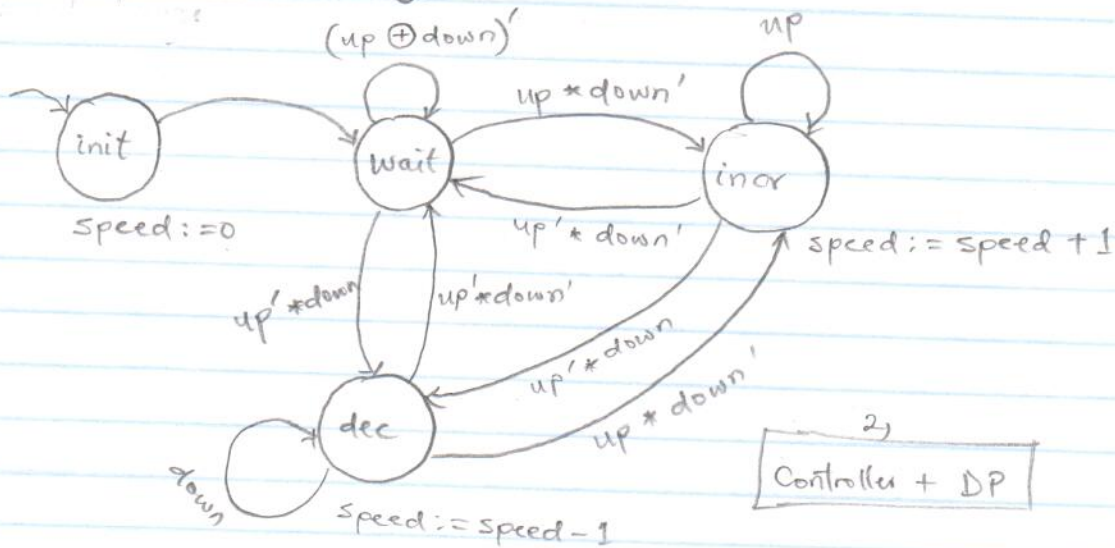 (up ⊕ down)'
up
up * down'
init
wait
incr
up' * down'
speed := 0
speed := speed + 1
up' * down
up' * down'
up' * down
up * down'
dec
down
speed := speed - 1
2,
Controller + DP